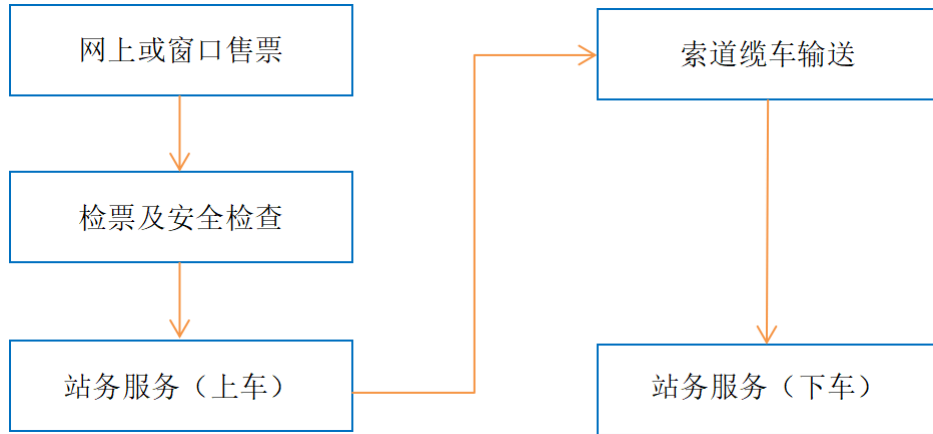 网上或窗口售票
检票及安全检查
站务服务（上车）
索道缆车输送
站务服务（下车）